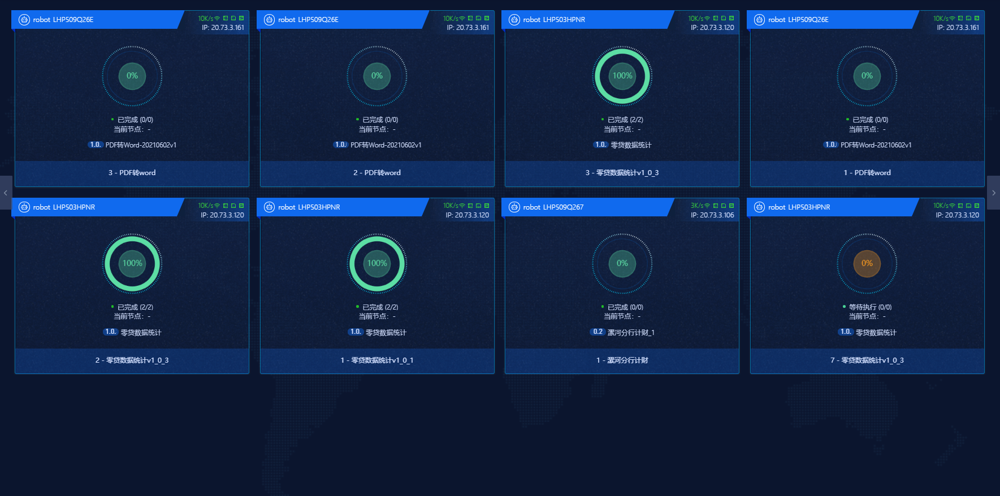 robot LHP509Q26E
10K/s
IP: 20.73.3.161
0%
已完成 (0/0)
当前节点: -
1.0. PDF转Word-20210602v1
3 - PDF转word
robot LHP509Q26E
10K/s
IP: 20.73.3.161
0%
已完成 (0/0)
当前节点: -
1.0. PDF转Word-20210602v1
2 - PDF转word
robot LHP503HPNR
10K/s
IP: 20.73.3.120
100%
已完成 (2/2)
当前节点: -
1.0. 零贷数据统计
3 - 零贷数据统计v1_0_3
robot LHP509Q26E
10K/s
IP: 20.73.3.161
0%
已完成 (0/0)
当前节点: -
1.0. PDF转Word-20210602v1
1 - PDF转word
robot LHP503HPNR
10K/s
IP: 20.73.3.120
100%
已完成 (2/2)
当前节点: -
1.0. 零贷数据统计
2 - 零贷数据统计v1_0_3
robot LHP503HPNR
10K/s
IP: 20.73.3.120
100%
已完成 (2/2)
当前节点: -
1.0. 零贷数据统计
1 - 零贷数据统计v1_0_1
robot LHP509Q267
3K/s
IP: 20.73.3.106
0%
已完成 (0/0)
当前节点: -
0.2 漯河分行计财_1
1 - 漯河分行计财
robot LHP503HPNR
10K/s
IP: 20.73.3.120
0%
等待执行 (0/0)
当前节点: -
1.0. 零贷数据统计
7 - 零贷数据统计v1_0_3